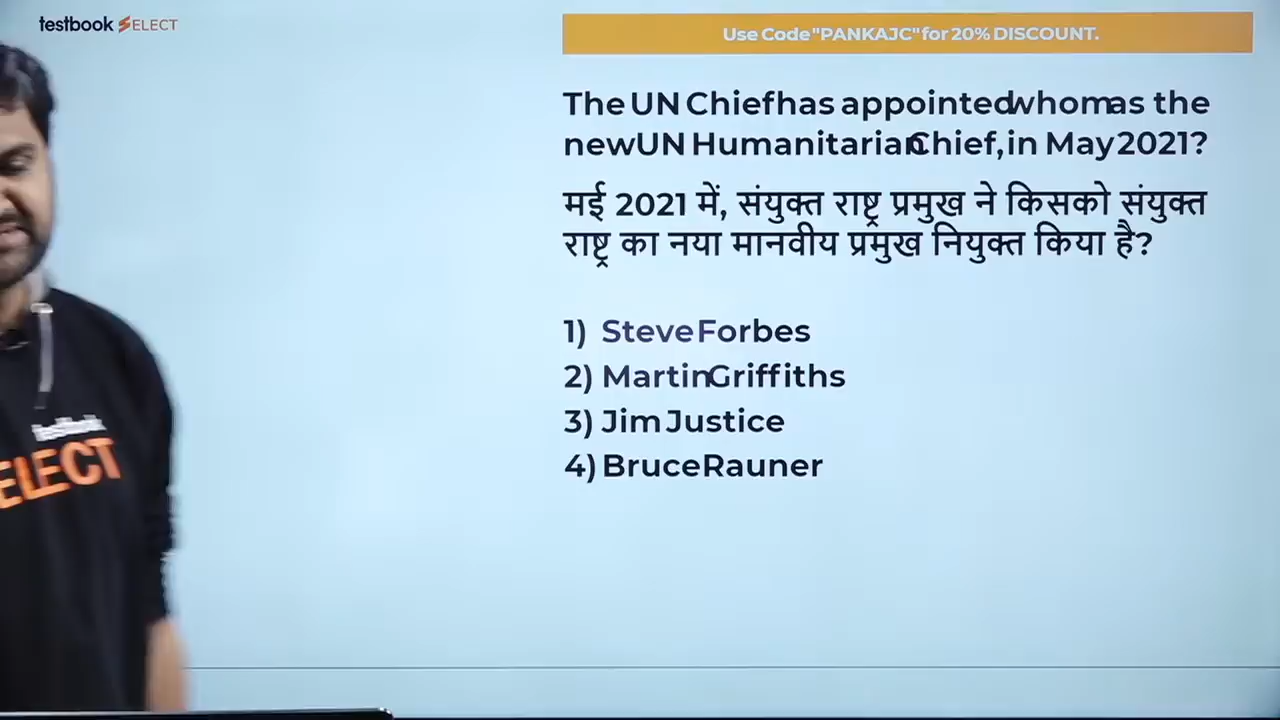 testbook SELECT
Use Code "PANKAJC" for 20% DISCOUNT.
The UN Chief has appointed whom as the
new UN Humanitarian Chief, in May 2021?
मई 2021 में, संयुक्त राष्ट्र प्रमुख ने किसको संयुक्त
राष्ट्र का नया मानवीय प्रमुख नियुक्त किया है?
1) Steve Forbes
2) Martin Griffiths
3) Jim Justice
4) Bruce Rauner
testbook
ELECT